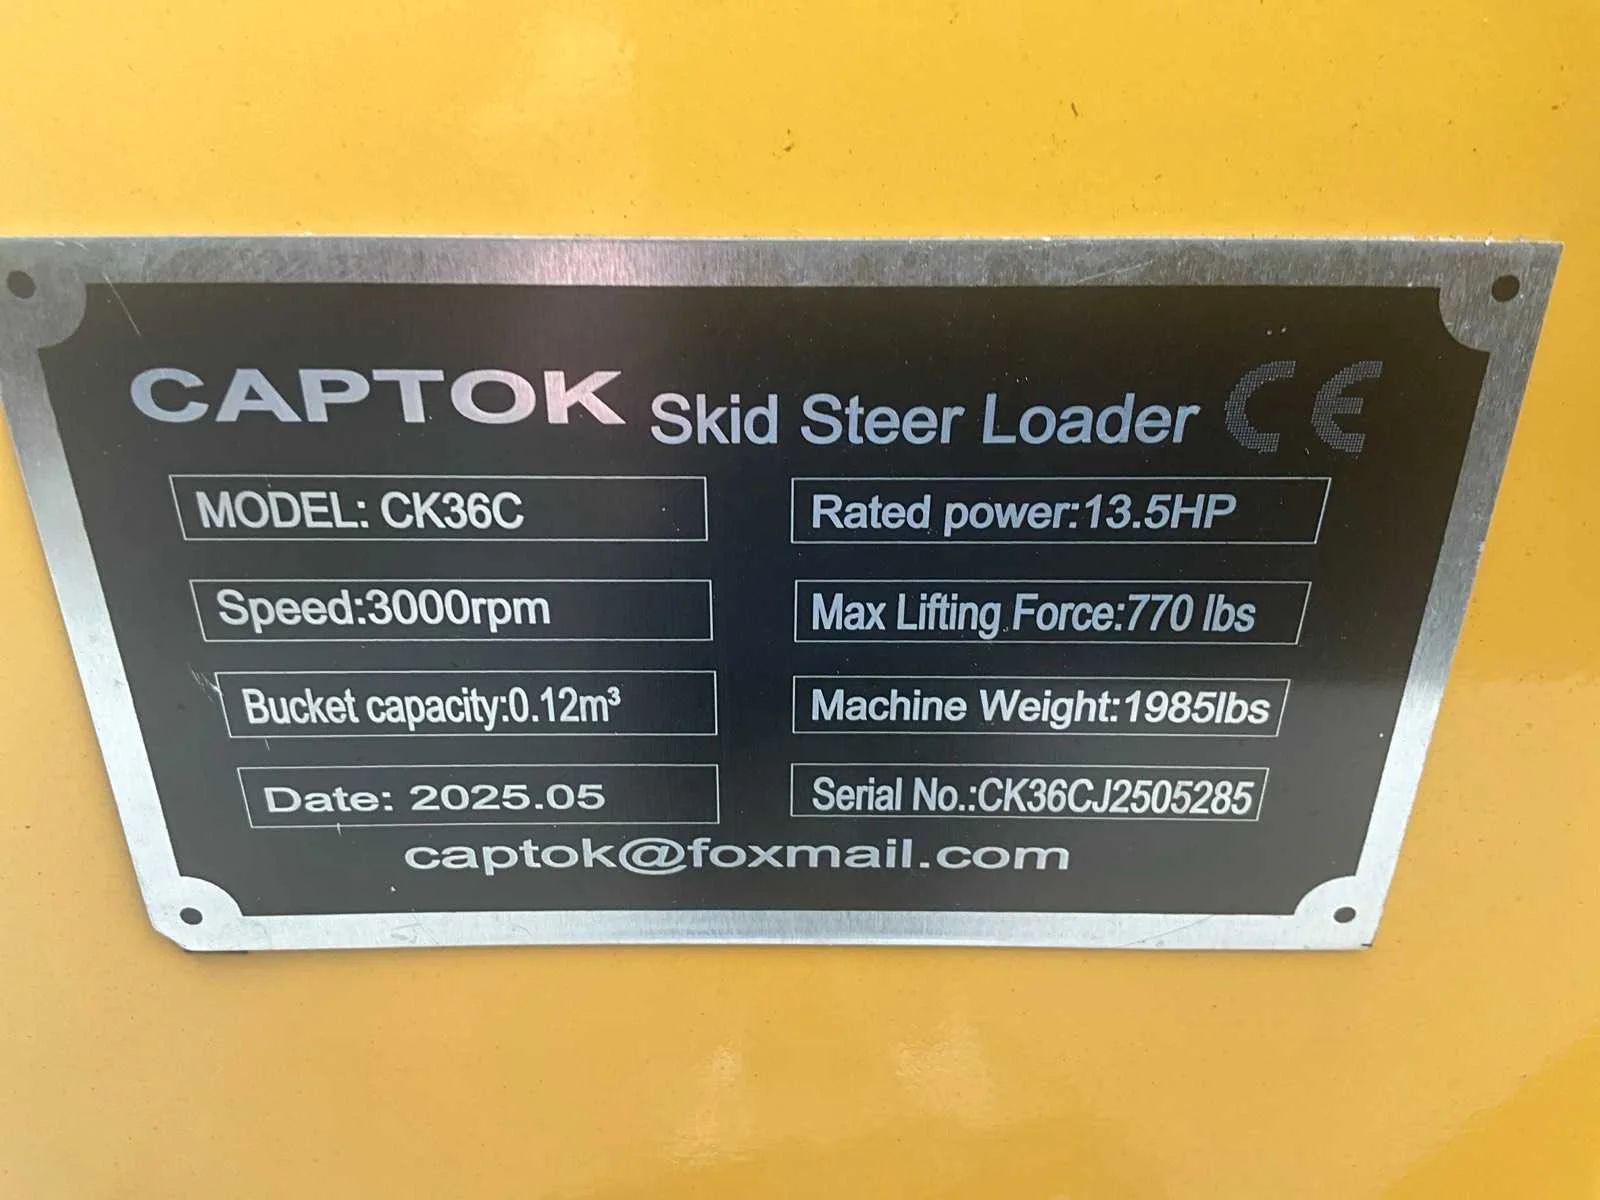 CAPTOK Skid Steer Loader CE
MODEL: CK36C
Rated power:13.5HP
Speed:3000rpm
Max Lifting Force:770 lbs
Bucket capacity:0.12m³
Machine Weight:1985lbs
Date: 2025.05
Serial No.:CK36CJ2505285
captok@foxmail.com